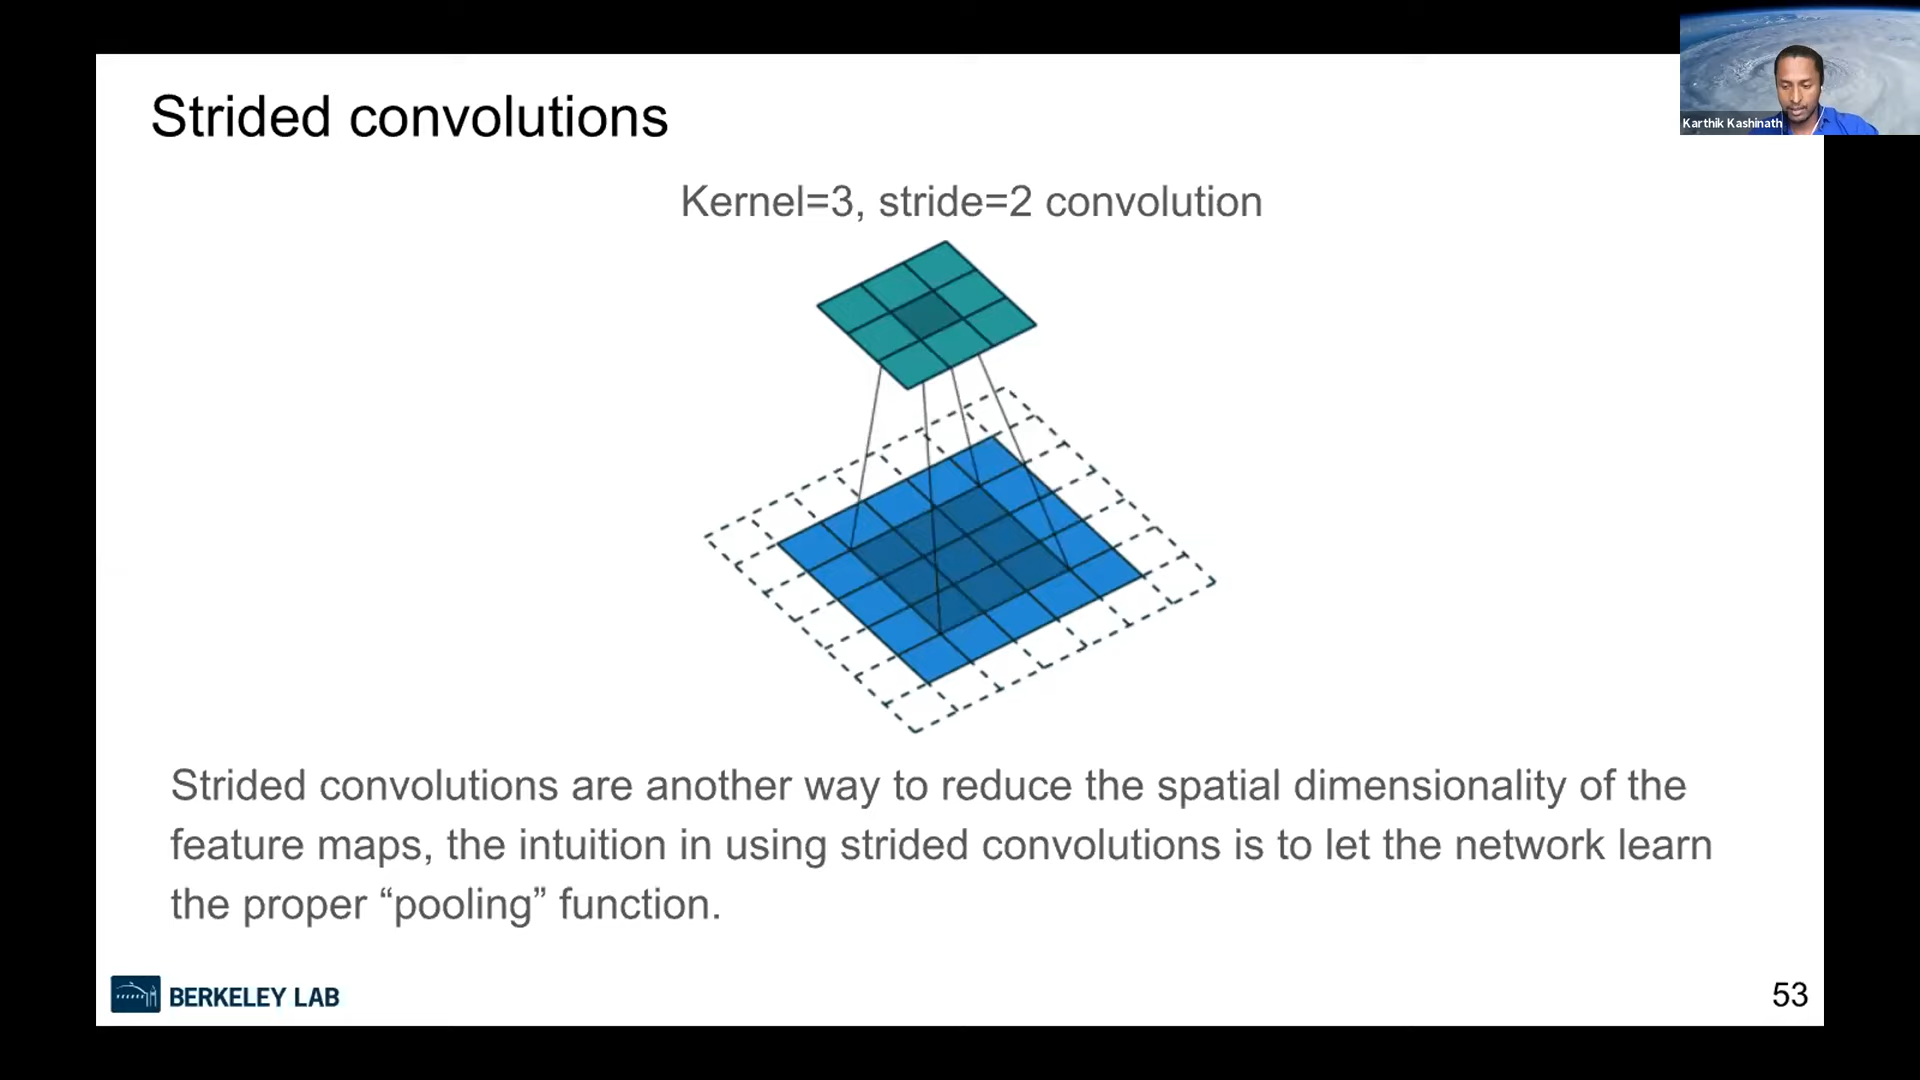 Karthik Kashinath
Strided convolutions
Kernel=3, stride=2 convolution
Strided convolutions are another way to reduce the spatial dimensionality of the
feature maps, the intuition in using strided convolutions is to let the network learn
the proper “pooling” function.
BERKELEY LAB
53